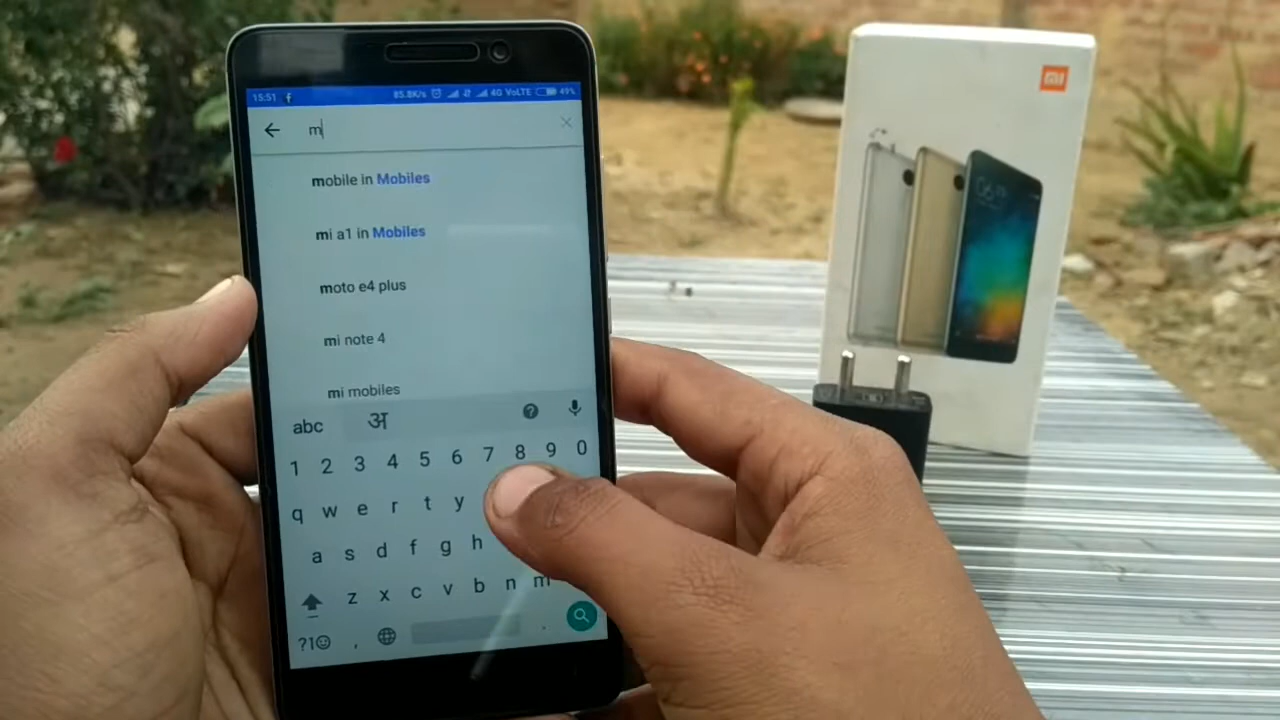 15:51 f 85.8K/s 4G VoLTE 49%
m
mobile in Mobiles
mi a1 in Mobiles
moto e4 plus
mi note 4
mi mobiles
abc अ ?
1 2 3 4 5 6 7 8 9 0
q w e r t y
a s d f g h
z x c v b n m
?1☺ , .
mi